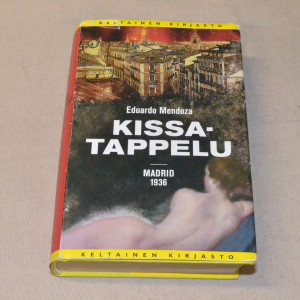 KELTAINEN KIRJASTO
Eduardo Mendoza
KISSA-
TAPPELU
MADRID
1936
KELTAINEN KIRJASTO